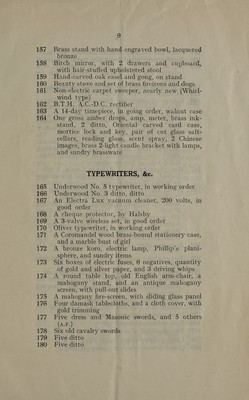 8
157 Brass stand with hand engraved bowl, lacquered
bronze
158 Birch mirror, with 2 drawers and cupboard,
with hair-stuffed upholstered stool
159 Hand-carved oak easel and gong, on stand
160 Beauty stove and set of brass fireirons and dogs
161 Non-electric carpet sweeper, nearly new (Whirl-
wind type)
162 B.T.H. A.C.-D.C. rectifier
163 A 14-day timepiece, in going order, walnut case
164 One gross amber drops, amp. meter, brass ink-
stand, 2 ditto, Oriental carved card case,
mortice lock and key, pair of cut glass salt-
cellars, reading glass, scent spray, 2 Chinese
images, brass 2-light candle bracket with lamps,
and sundry brassware
TYPEWRITERS, &c.
165 Underwood No. 5 typewriter, in working order
166 Underwood No. 3 ditto, ditto
167 An Electra Lux vacuum cleaner, 200 volts, in
good order
168 A cheque protector, by Halsby
169 A 3-valve wireless set, in good order
170 Oliver typewriter, in working order
171 A Coromandel wood brass-bound stationery case,
and a marble bust of girl
172 A bronze koro, electric lamp, Phillip's plani-
sphere, and sundry items
173 Six boxes of electric fuses, 6 negatives, quantity
of gold and silver paper, and 3 driving whips
174 A round table top, old English arm-chair, a
mahogany stand, and an antique mahogany
screen, with pull-out slides
175 A mahogany fire-screen, with sliding glass panel
176 Four damask tablecloths, and a cloth cover, with
gold trimming
177 Five dress and Masonic swords, and 5 others
(A.F.)
178 Six old cavalry swords
179 Five ditto
180 Five ditto